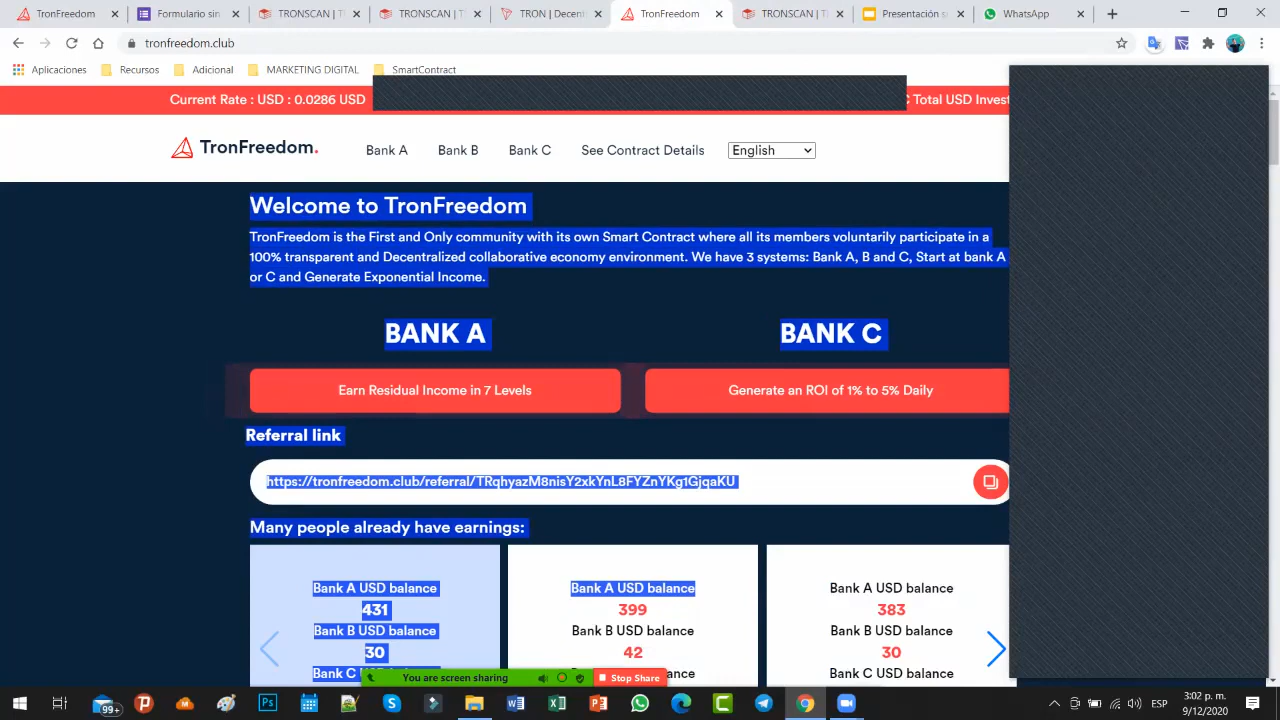 Formulario sin
TRONSCAN | T
TRONSCAN | T
TRON | Decent
TronFreedom
TRONSCAN | T
Presentación s
WhatsApp
tronfreedom.club
Aplicaciones
Recursos
Adicional
MARKETING DIGITAL
SmartContract
Current Rate : USD : 0.0286 USD
C Total USD Invest
TronFreedom.
Bank A
Bank B
Bank C
See Contract Details
English
Welcome to TronFreedom
TronFreedom is the First and Only community with its own Smart Contract where all its members voluntarily participate in a
100% transparent and Decentralized collaborative economy environment. We have 3 systems: Bank A, B and C, Start at bank A
or C and Generate Exponential Income.
BANK A
BANK C
Earn Residual Income in 7 Levels
Generate an ROI of 1% to 5% Daily
Referral link
https://tronfreedom.club/referral/TRqhyazM8nisY2xkYnL8FYZnYKg1GjqaKU
Many people already have earnings:
Bank A USD balance
431
Bank B USD balance
30
Bank C U
Bank A USD balance
399
Bank B USD balance
42
Bank A USD balance
383
Bank B USD balance
30
Bank C USD balance
You are screen sharing
Stop Share
99+
ESP
3:02 p. m.
9/12/2020